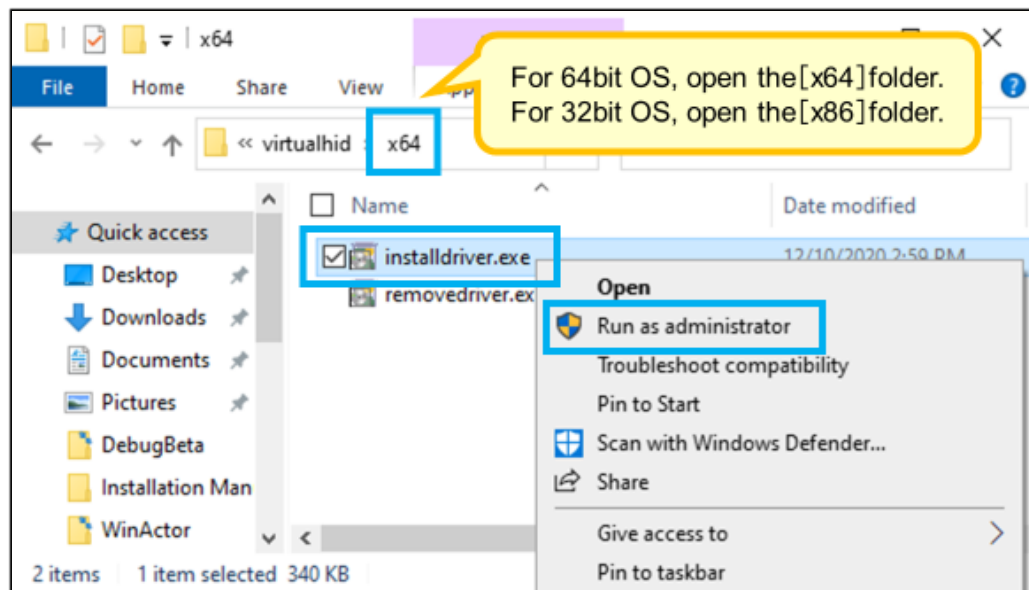 x64
For 64bit OS, open the[x64]folder.
For 32bit OS, open the[x86]folder.
File Home Share View
« virtualhid › x64
Name Date modified
Quick access
installdriver.exe 12/10/2020 2:59 PM
Desktop
removedriver.ex
Open
Downloads
Run as administrator
Documents
Troubleshoot compatibility
Pictures
Pin to Start
DebugBeta
Scan with Windows Defender...
Installation Man
Share
WinActor
Give access to
2 items 1 item selected 340 KB
Pin to taskbar